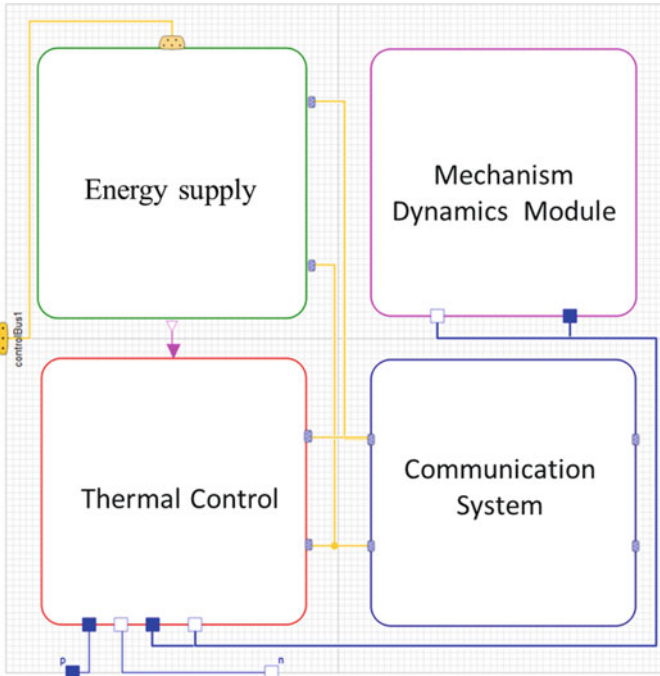 Energy supply
Mechanism
Dynamics Module
controlBus1
Thermal Control
Communication
System
p
n